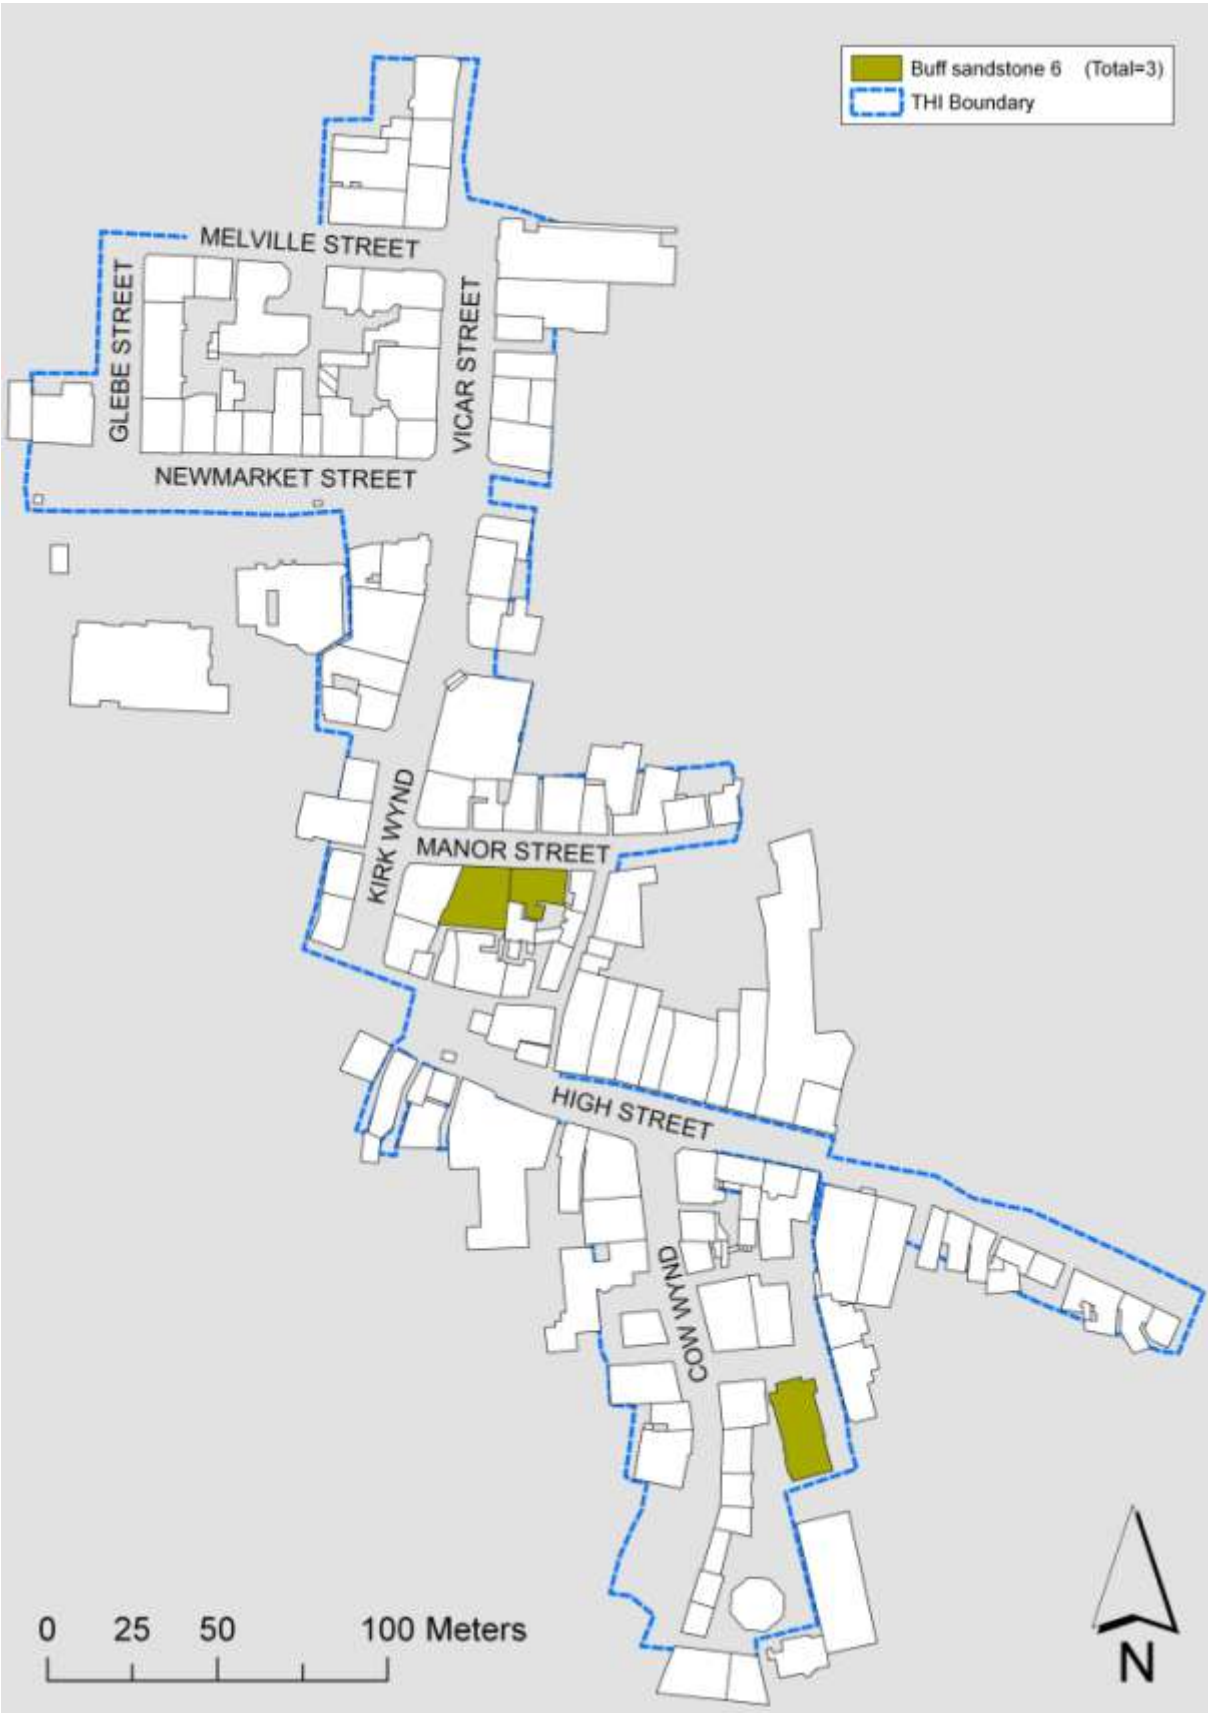 Buff sandstone 6 (Total=3)
THI Boundary
MELVILLE STREET
GLEBE STREET
VICAR STREET
NEWMARKET STREET
KIRK WYND
MANOR STREET
HIGH STREET
COW WYND
0 25 50 100 Meters
N